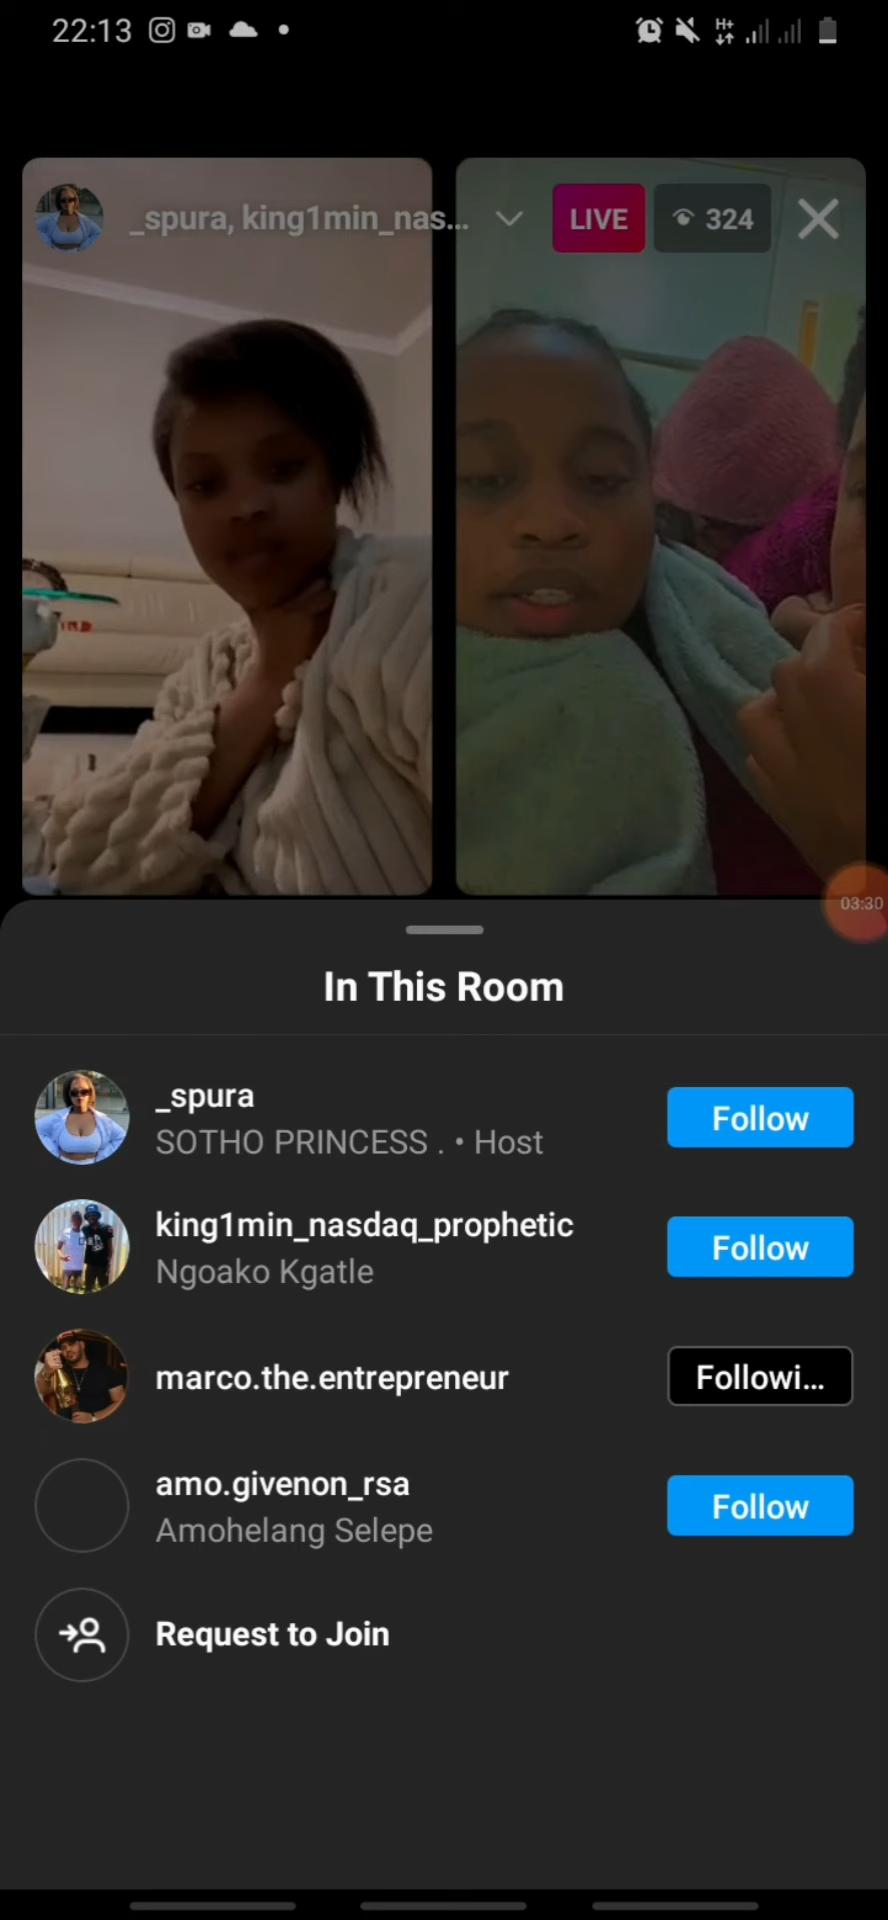 22:13
H+
_spura, king1min_nas...
LIVE
324
03:30
In This Room
_spura
SOTHO PRINCESS . • Host
Follow
king1min_nasdaq_prophetic
Ngoako Kgatle
Follow
marco.the.entrepreneur
Followi...
amo.givenon_rsa
Amohelang Selepe
Follow
Request to Join